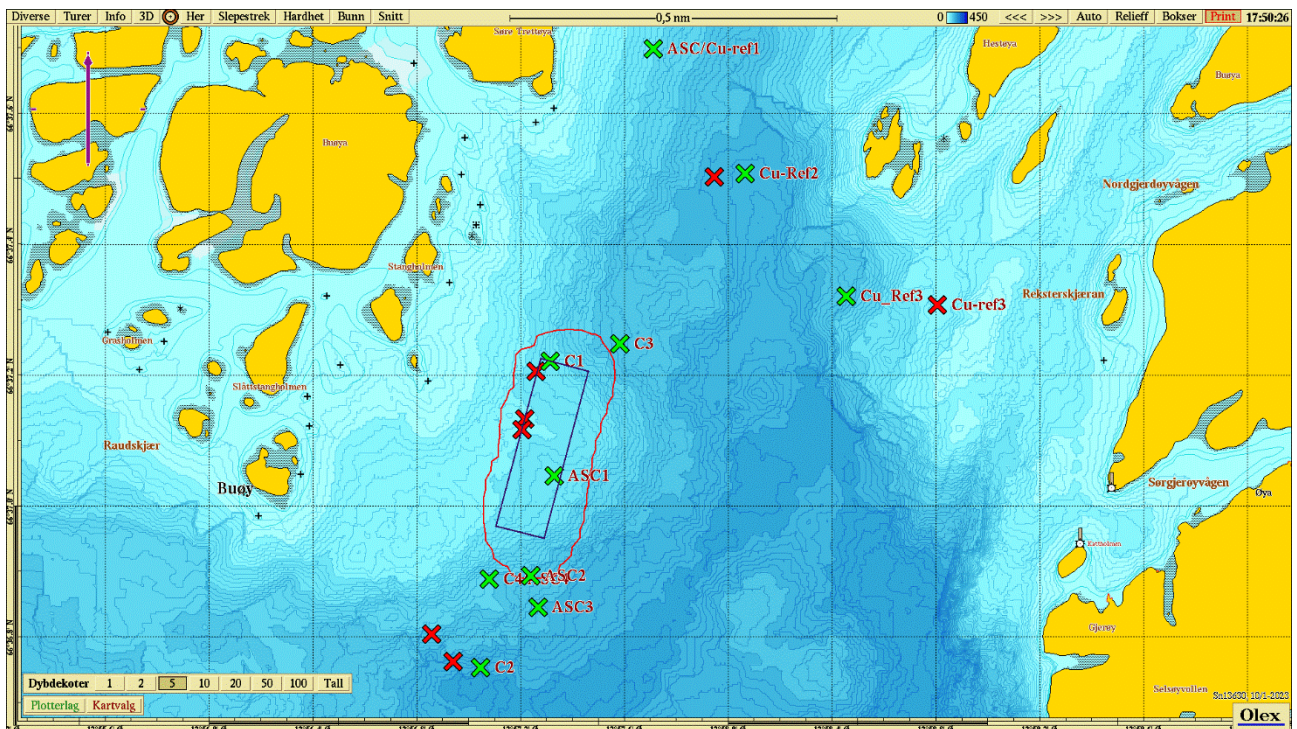 Diverse Turer Info 3D Her Slepestrek Hardhet Bunn Snitt 0,5 nm 0 450 <<< >>> Auto Relieff Bokser Print 17:50:26
Søre Trettøya
ASC/Cu-ref1
Hestøya
Buøya
Buøya
Cu-Ref2
Nordgjerdøyvågen
Stangholmen
Cu_Ref3
Cu-ref3
Reksterskjæran
Grasholmen
C3
C1
Slåttstangholmen
Raudskjær
ASC1
Buøy
Sørgjerøyvågen
Øya
ASC2
ASC3
Gjerøy
C2
Selsøyvollen
Dybdekoter 1 2 5 10 20 50 100 Tall
Plotterlag Kartvalg
Olex